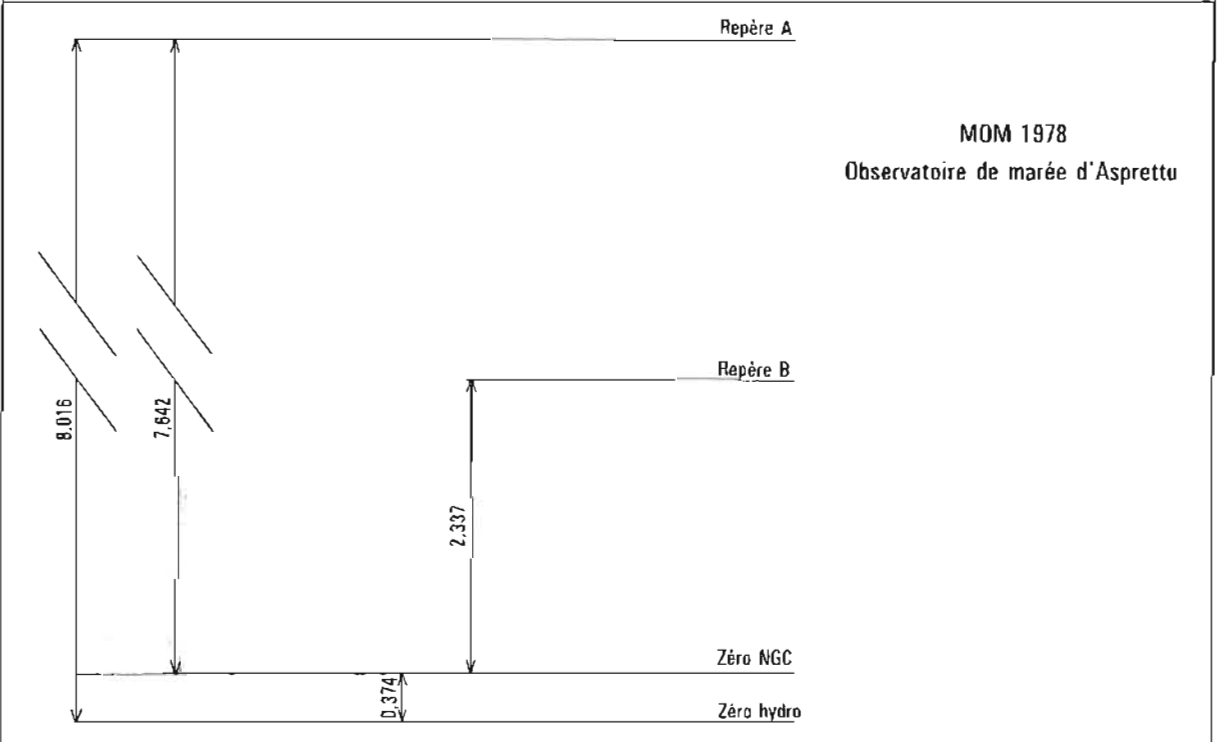 Repère A
MOM 1978
Observatoire de marée d'Asprettu
Repère B
8.016
7,642
2,337
Zéro NGC
0,374
Zéro hydro